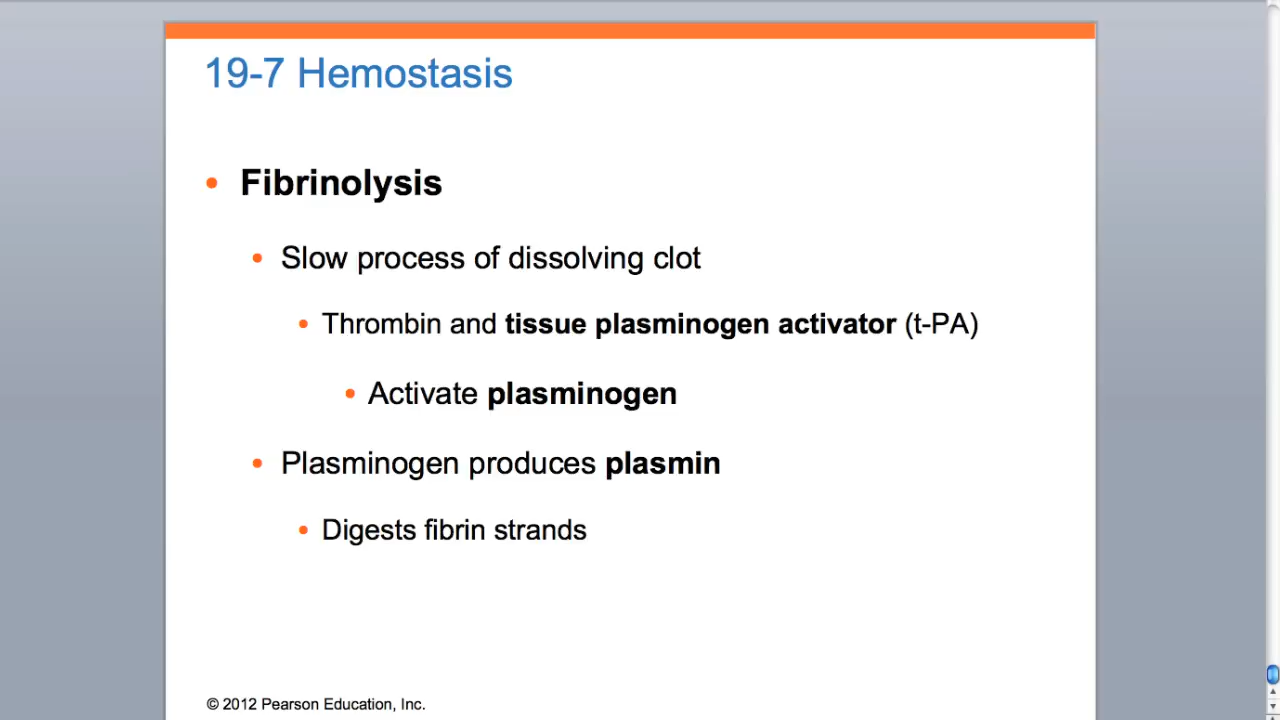 19-7 Hemostasis
• Fibrinolysis
• Slow process of dissolving clot
• Thrombin and tissue plasminogen activator (t-PA)
• Activate plasminogen
• Plasminogen produces plasmin
• Digests fibrin strands
© 2012 Pearson Education, Inc.